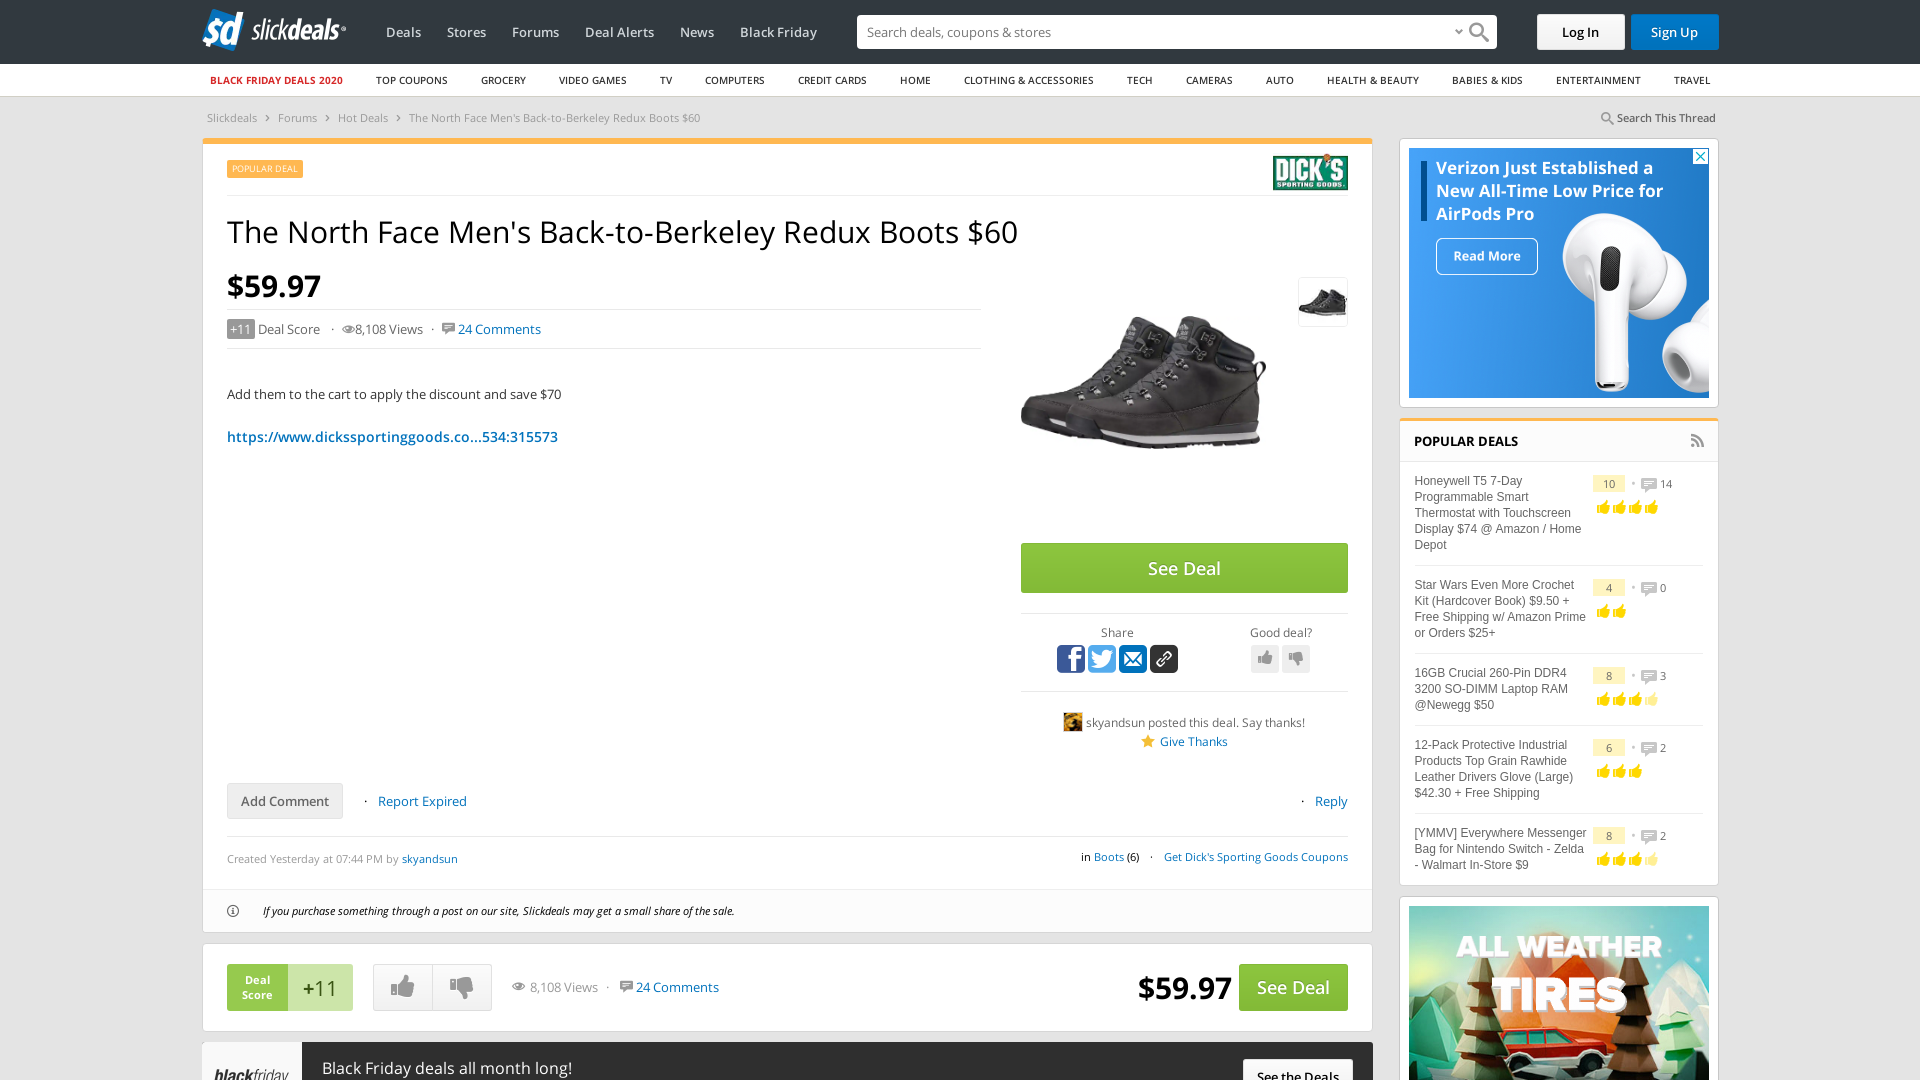 slickdeals
Deals
Stores
Forums
Deal Alerts
News
Black Friday
Search deals, coupons & stores
Log In
Sign Up
BLACK FRIDAY DEALS 2020
TOP COUPONS
GROCERY
VIDEO GAMES
TV
COMPUTERS
CREDIT CARDS
HOME
CLOTHING & ACCESSORIES
TECH
CAMERAS
AUTO
HEALTH & BEAUTY
BABIES & KIDS
ENTERTAINMENT
TRAVEL
Slickdeals > Forums > Hot Deals > The North Face Men's Back-to-Berkeley Redux Boots $60
Search This Thread
POPULAR DEAL
DICK'S
SPORTING GOODS
The North Face Men's Back-to-Berkeley Redux Boots $60
$59.97
+11 Deal Score · 8,108 Views · 24 Comments
Add them to the cart to apply the discount and save $70
https://www.dickssportinggoods.co...534:315573
See Deal
Share
Good deal?
skyandsun posted this deal. Say thanks!
Give Thanks
Add Comment · Report Expired
· Reply
Created Yesterday at 07:44 PM by skyandsun
in Boots (6) · Get Dick's Sporting Goods Coupons
If you purchase something through a post on our site, Slickdeals may get a small share of the sale.
Deal
Score
+11
8,108 Views · 24 Comments
$59.97
See Deal
blackfriday
Black Friday deals all month long!
See the Deals
Verizon Just Established a
New All-Time Low Price for
AirPods Pro
Read More
POPULAR DEALS
Honeywell T5 7-Day
Programmable Smart
Thermostat with Touchscreen
Display $74 @ Amazon / Home
Depot
10 • 14
Star Wars Even More Crochet
Kit (Hardcover Book) $9.50 +
Free Shipping w/ Amazon Prime
or Orders $25+
4 • 0
16GB Crucial 260-Pin DDR4
3200 SO-DIMM Laptop RAM
@Newegg $50
8 • 3
12-Pack Protective Industrial
Products Top Grain Rawhide
Leather Drivers Glove (Large)
$42.30 + Free Shipping
6 • 2
[YMMV] Everywhere Messenger
Bag for Nintendo Switch - Zelda
- Walmart In-Store $9
8 • 2
ALL WEATHER
TIRES